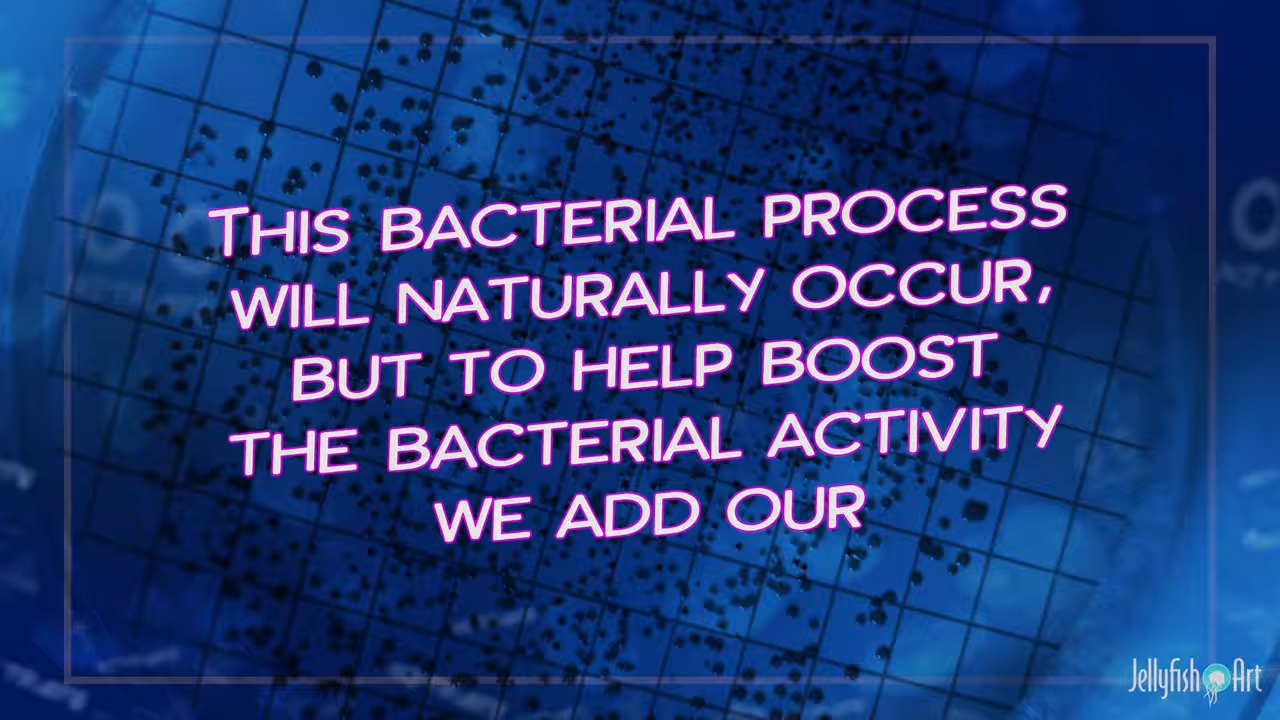 THIS BACTERIAL PROCESS
WILL NATURALLY OCCUR,
BUT TO HELP BOOST
THE BACTERIAL ACTIVITY
WE ADD OUR
Jellyfish Art